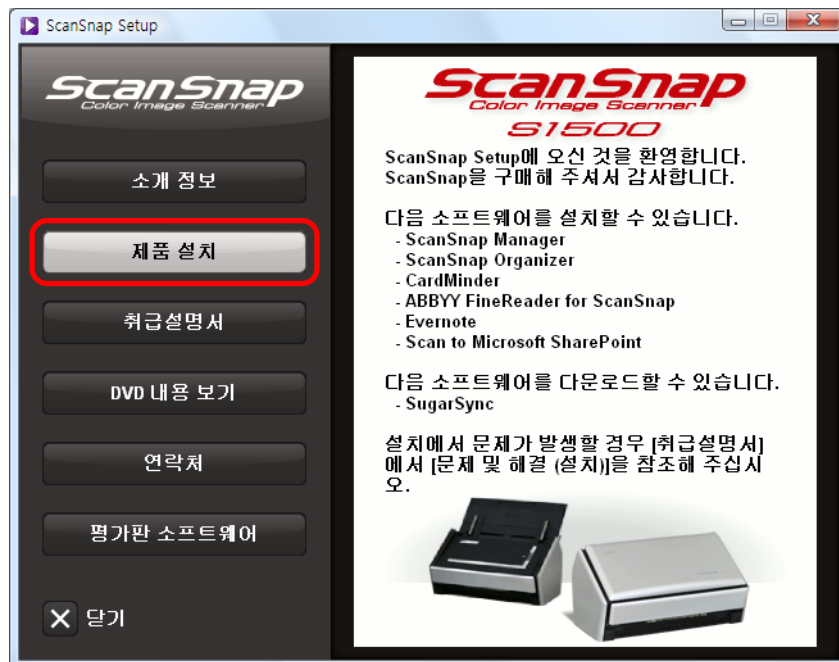 ScanSnap Setup
ScanSnap
Color Image Scanner
소개 정보
제품 설치
취급설명서
DVD 내용 보기
연락처
평가판 소프트웨어
닫기
ScanSnap
Color Image Scanner
S1500
ScanSnap Setup에 오신 것을 환영합니다.
ScanSnap을 구매해 주셔서 감사합니다.
다음 소프트웨어를 설치할 수 있습니다.
- ScanSnap Manager
- ScanSnap Organizer
- CardMinder
- ABBYY FineReader for ScanSnap
- Evernote
- Scan to Microsoft SharePoint
다음 소프트웨어를 다운로드할 수 있습니다.
- SugarSync
설치에서 문제가 발생할 경우 [취급설명서]
에서 [문제 및 해결 (설치)]을 참조해 주십시
오.